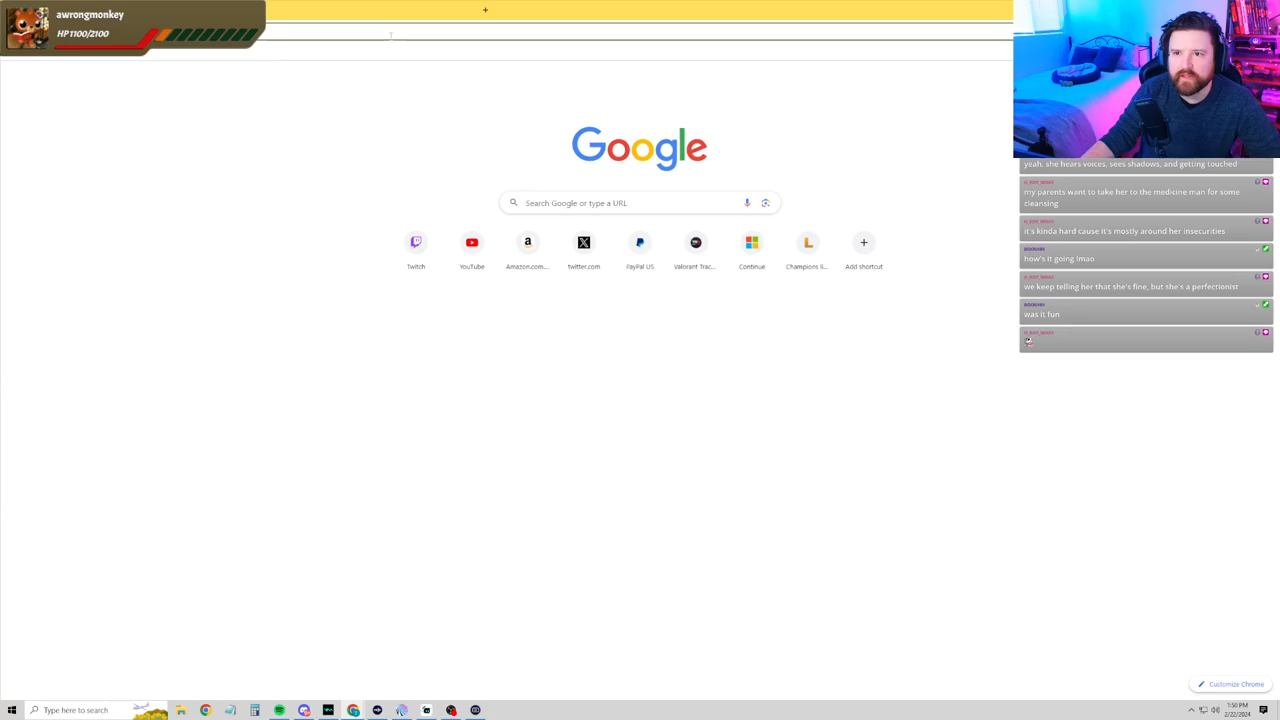 awrongmonkey
HP 1100/2100
+
Google
Search Google or type a URL
Twitch
YouTube
Amazon.com...
twitter.com
PayPal US
Valorant Trac...
Continue
Champions li...
Add shortcut
yeah, she hears voices, sees shadows, and getting touched
my parents want to take her to the medicine man for some
cleansing
it's kinda hard cause it's mostly around her insecurities
how's it going lmao
we keep telling her that she's fine, but she's a perfectionist
was it fun
Customize Chrome
Type here to search
1:50 PM
2/22/2024